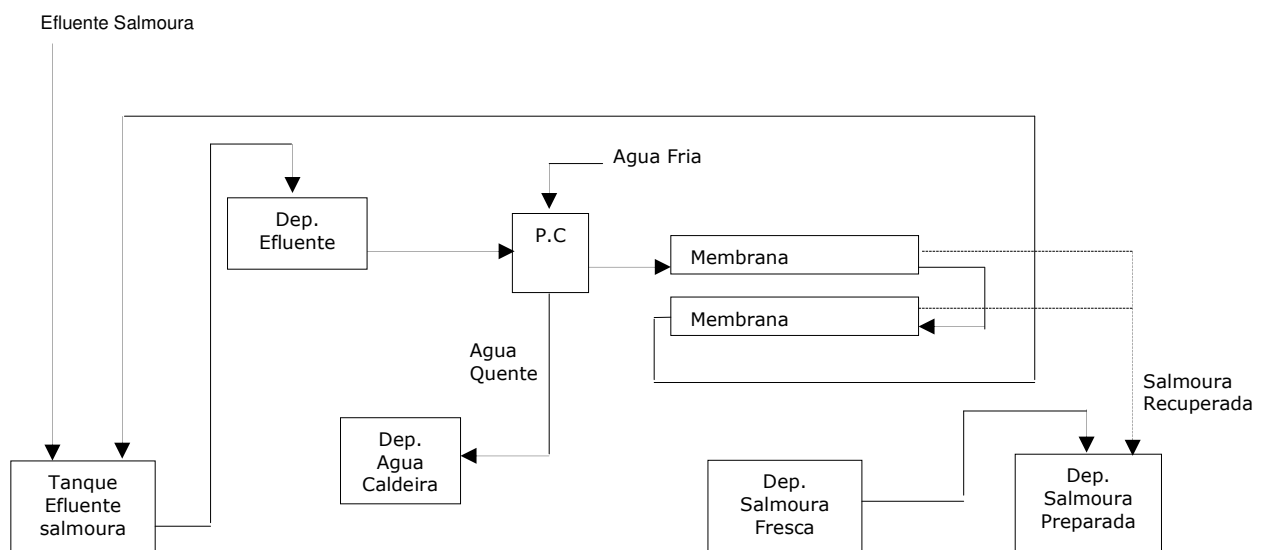 Efluente Salmoura
Agua Fria
Dep.
Efluente
P.C
Membrana
Membrana
Agua
Quente
Salmoura
Recuperada
Dep.
Agua
Caldeira
Tanque
Efluente
salmoura
Dep.
Salmoura
Fresca
Dep.
Salmoura
Preparada